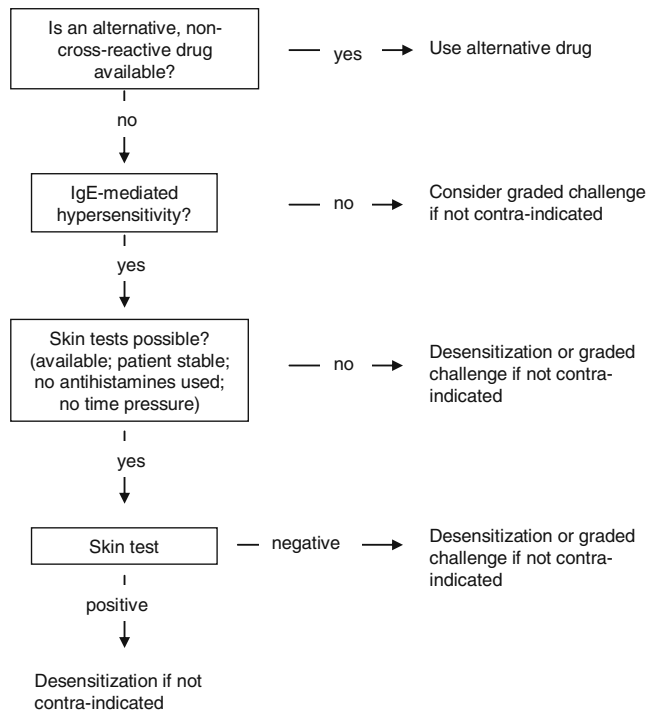 Is an alternative, non-
cross-reactive drug
available?
yes
Use alternative drug
no
IgE-mediated
hypersensitivity?
no
Consider graded challenge
if not contra-indicated
yes
Skin tests possible?
(available; patient stable;
no antihistamines used;
no time pressure)
no
Desensitization or graded
challenge if not contra-
indicated
yes
Skin test
negative
Desensitization or graded
challenge if not contra-
indicated
positive
Desensitization if not
contra-indicated